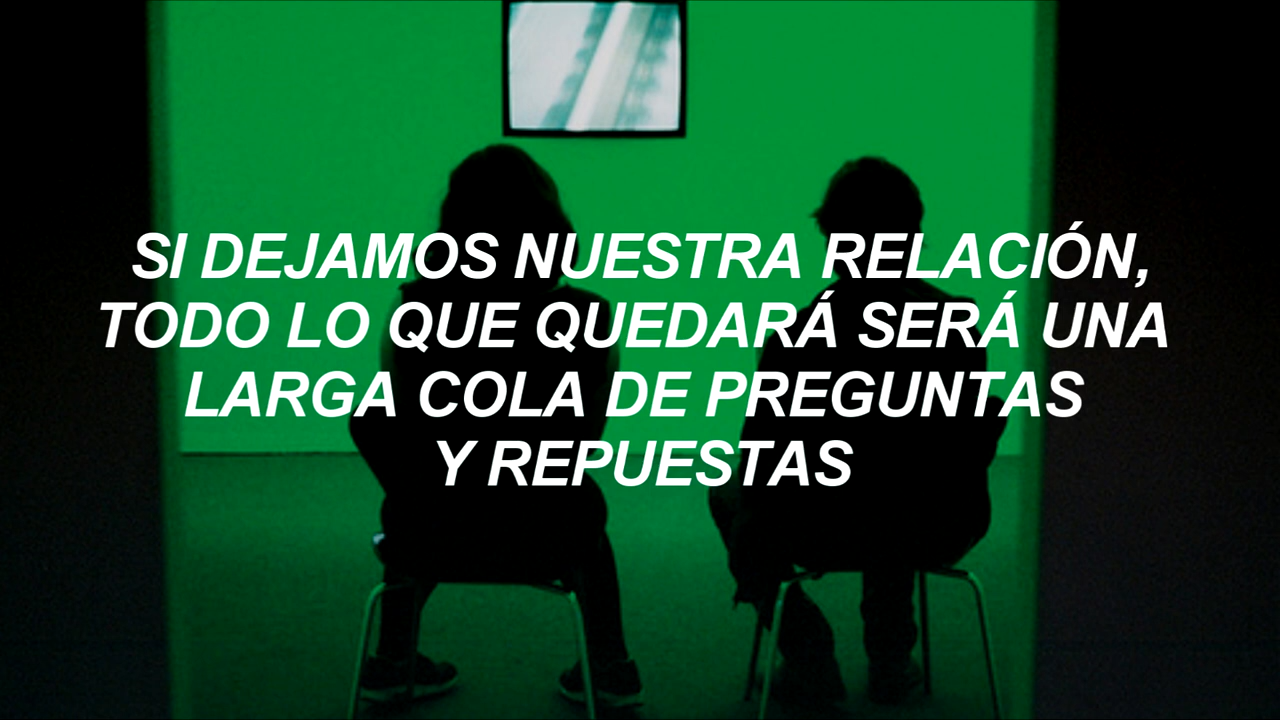 SI DEJAMOS NUESTRA RELACIÓN,
TODO LO QUE QUEDARÁ SERÁ UNA
LARGA COLA DE PREGUNTAS
Y REPUESTAS